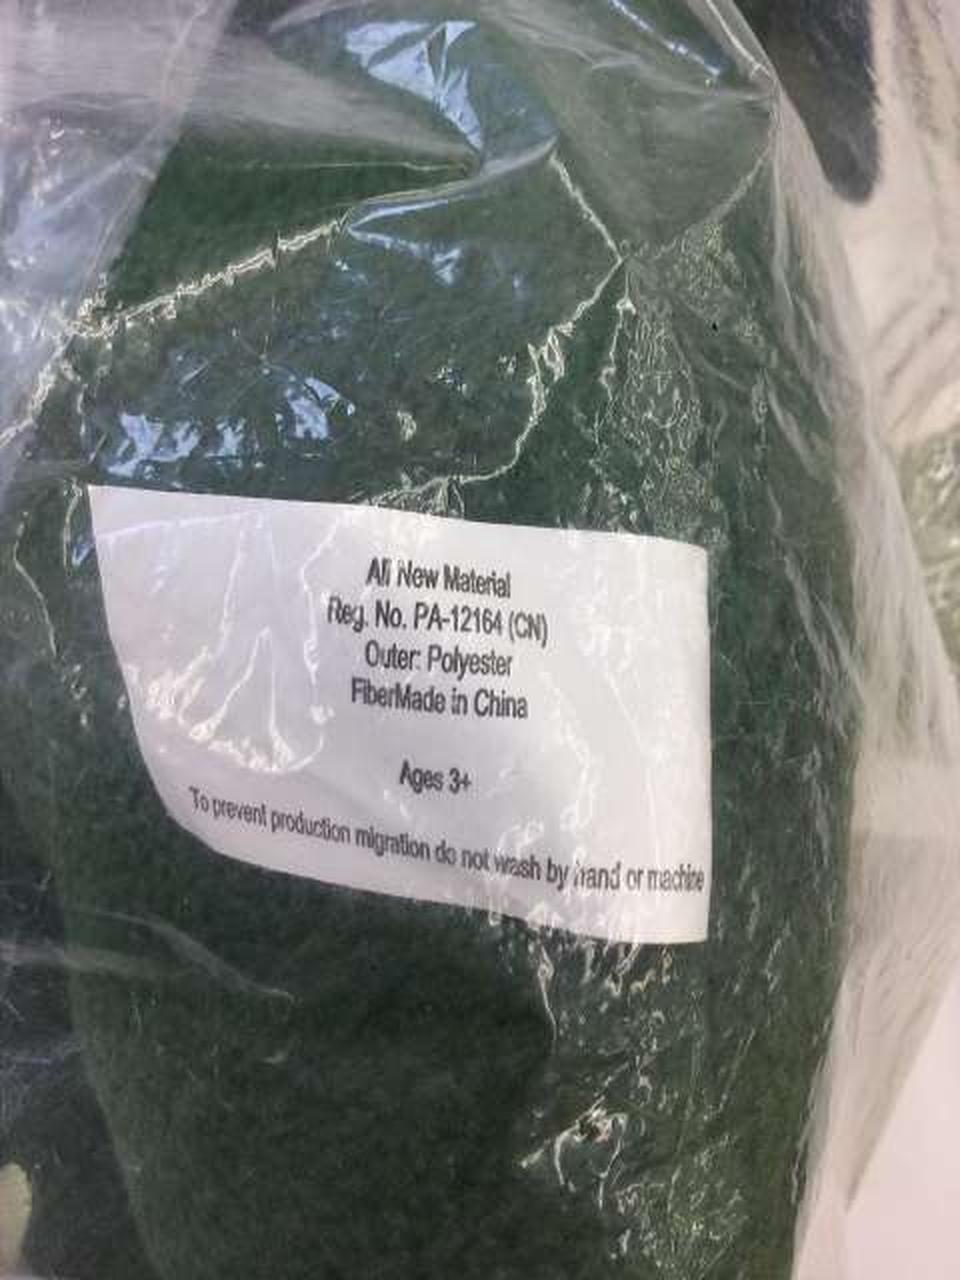 All New Material
Reg. No. PA-12164 (CN)
Outer: Polyester
FiberMade in China
Ages 3+
To prevent production migration do not wash by hand or machine